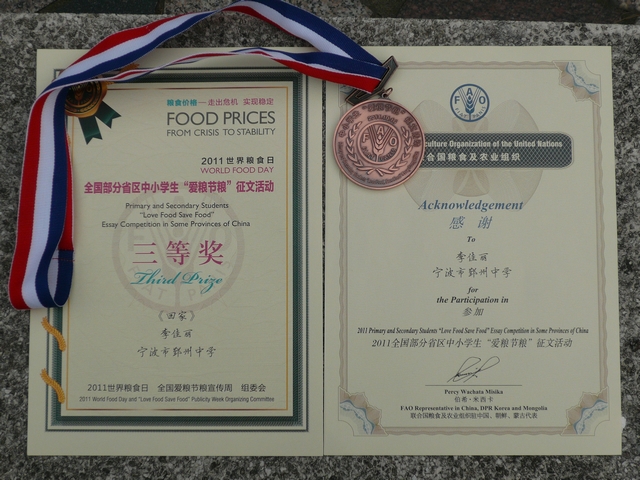 粮食价格—走出危机 实现稳定
FOOD PRICES
FROM CRISIS TO STABILITY
2011世界粮食日
WORLD FOOD DAY
全国部分省区中小学生“爱粮节粮”征文活动
Primary and Secondary Students
"Love Food Save Food"
Essay Competition in Some Provinces of China
三等奖
Third Prize
《回家》
李佳丽
宁波市鄞州中学
2011世界粮食日 全国爱粮节粮宣传周 组委会
2011 World Food Day and "Love Food Save Food" Publicity Week Organizing Committee
FAO
FIAT PANIS
culture Organization of the United Nations
合国粮食及农业组织
Acknowledgement
感谢
To
李佳丽
宁波市鄞州中学
for
the Participation in
参加
2011 Primary and Secondary Students "Love Food Save Food" Essay Competition in Some Provinces of China
2011全国部分省区中小学生“爱粮节粮”征文活动
Percy Wachata Misika
伯希·米西卡
FAO Representative in China, DPR Korea and Mongolia
联合国粮食及农业组织驻中国、朝鲜、蒙古代表